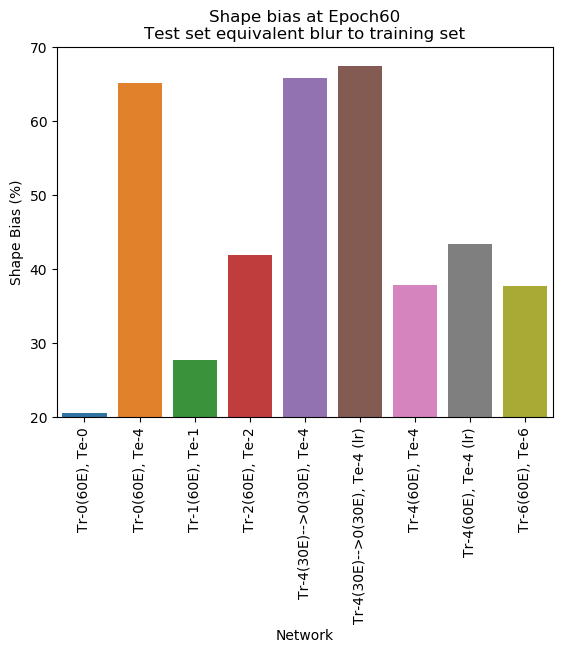 Shape bias at Epoch60
Test set equivalent blur to training set
70
60
50
40
30
20
Shape Bias (%)
Tr-0(60E), Te-0
Tr-0(60E), Te-4
Tr-1(60E), Te-1
Tr-2(60E), Te-2
Tr-4(30E)-->0(30E), Te-4
Tr-4(30E)-->0(30E), Te-4 (lr)
Tr-4(60E), Te-4
Tr-4(60E), Te-4 (lr)
Tr-6(60E), Te-6
Network